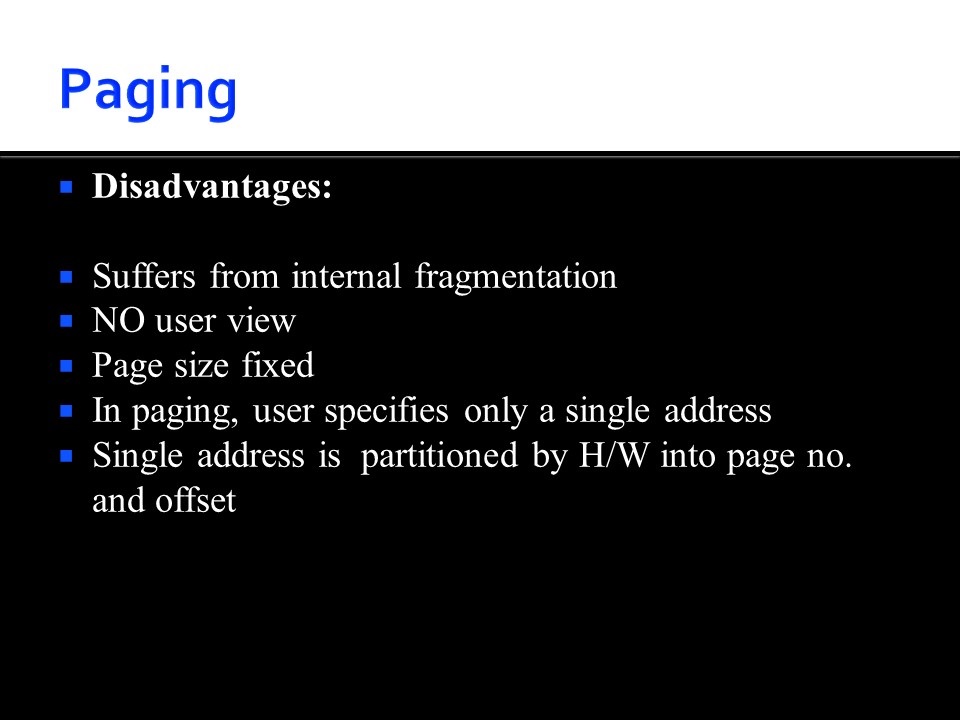 Paging
Disadvantages:
Suffers from internal fragmentation
NO user view
Page size fixed
In paging, user specifies only a single address
Single address is  partitioned by H/W into page no.
and offset